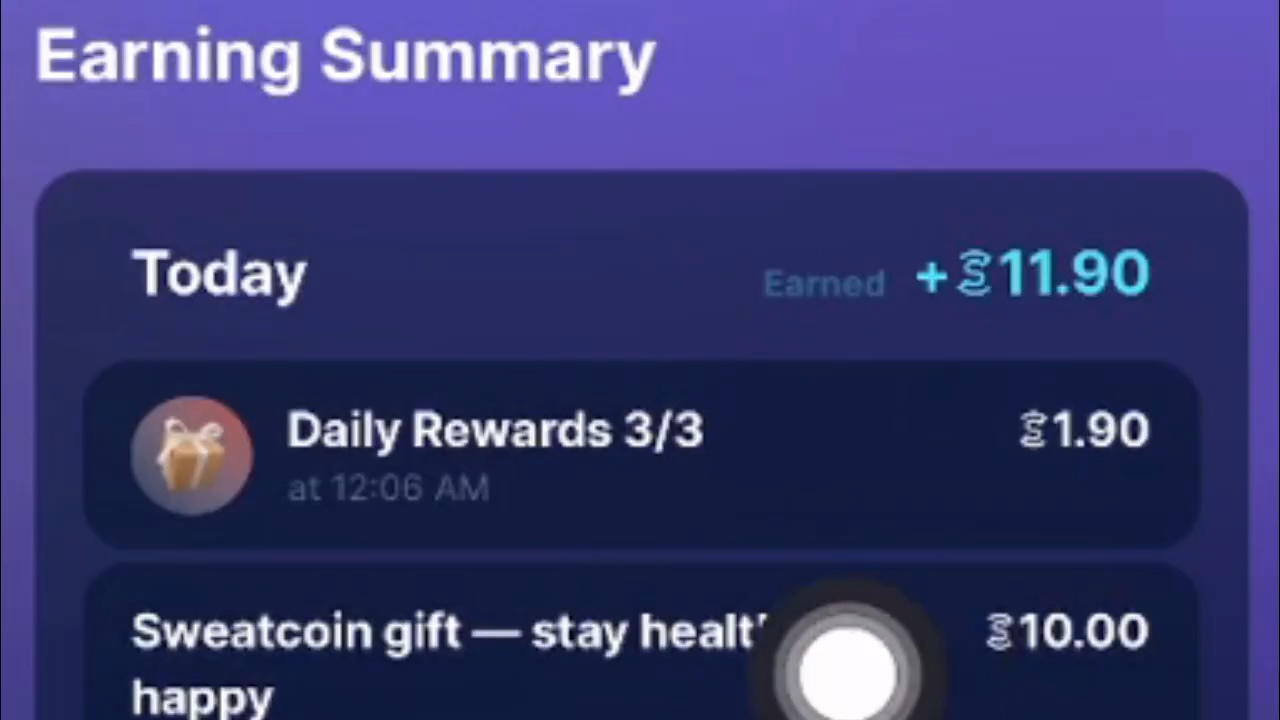 Earning Summary
Today
Earned +11.90
Daily Rewards 3/3
1.90
at 12:06 AM
Sweatcoin gift — stay
10.00
happy